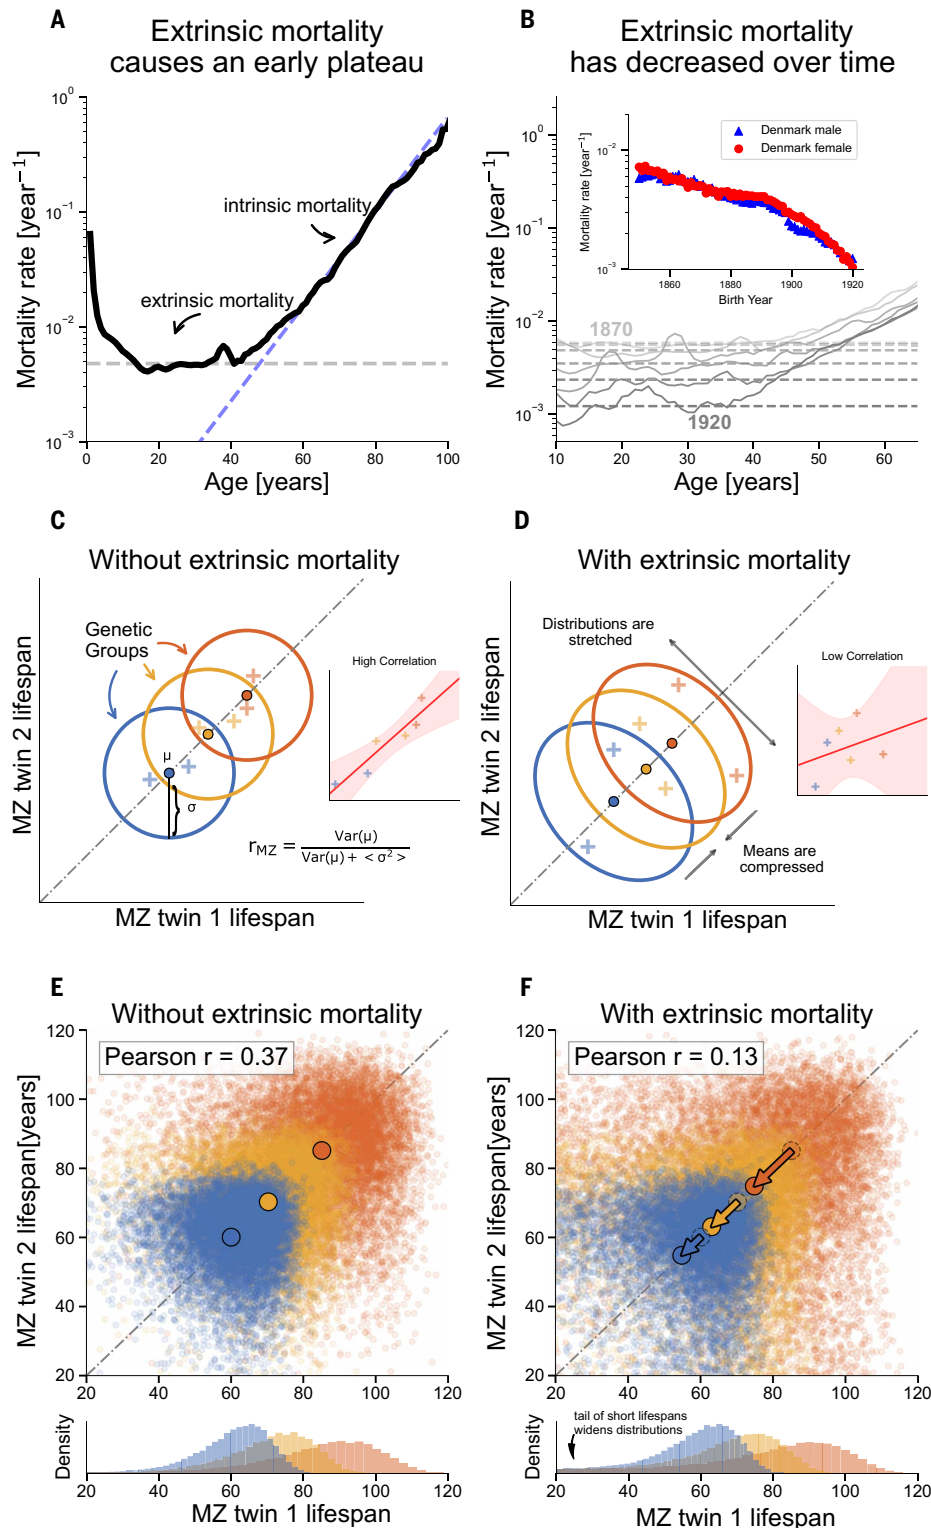 A
Extrinsic mortality
causes an early plateau
Mortality rate [year⁻¹]
10⁰
10⁻¹
10⁻²
10⁻³
intrinsic mortality
extrinsic mortality
0 20 40 60 80 100
Age [years]
B
Extrinsic mortality
has decreased over time
Mortality rate [year⁻¹]
10⁰
10⁻¹
10⁻²
10⁻³
Mortality rate [year⁻¹]
10⁻²
10⁻³
Denmark male
Denmark female
1860 1880 1900 1920
Birth Year
1870
1920
10 20 30 40 50 60
Age [years]
C
Without extrinsic mortality
MZ twin 2 lifespan
Genetic
Groups
μ
σ
High Correlation
r_MZ = Var(μ) / Var(μ) + < σ² >
MZ twin 1 lifespan
D
With extrinsic mortality
MZ twin 2 lifespan
Distributions are
stretched
Low Correlation
Means are
compressed
MZ twin 1 lifespan
E
Without extrinsic mortality
MZ twin 2 lifespan[years]
Pearson r = 0.37
120
100
80
60
40
20
20 40 60 80 100 120
Density
20 40 60 80 100 120
MZ twin 1 lifespan
F
With extrinsic mortality
MZ twin 2 lifespan[years]
Pearson r = 0.13
120
100
80
60
40
20
20 40 60 80 100 120
Density
tail of short lifespans
widens distributions
20 40 60 80 100 120
MZ twin 1 lifespan